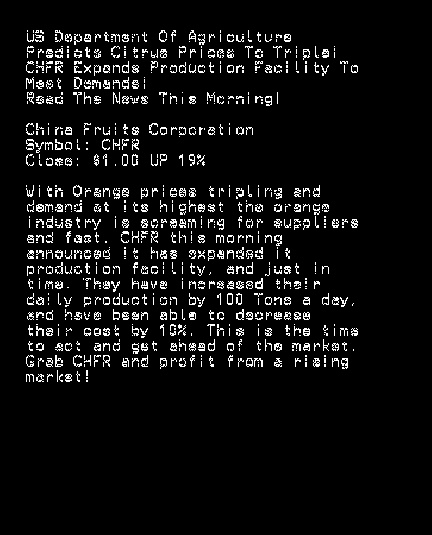 US Department Of Agriculture
Predicts Citrus Prices To Triple!
CHFR Expands Production Facility To
Meet Demands!
Read The News This Morning!
China Fruits Corporation
Symbol: CHFR
Close: $1.00 UP 19%
With Orange prices tripling and
demand at its highest the orange
industry is screaming for suppliers
and fast. CHFR this morning
announced it has expanded it
production facility, and just in
time. They have increased their
daily production by 100 Tons a day,
and have been able to decrease
their cost by 10%. This is the time
to act and get ahead of the market.
Grab CHFR and profit from a rising
market!